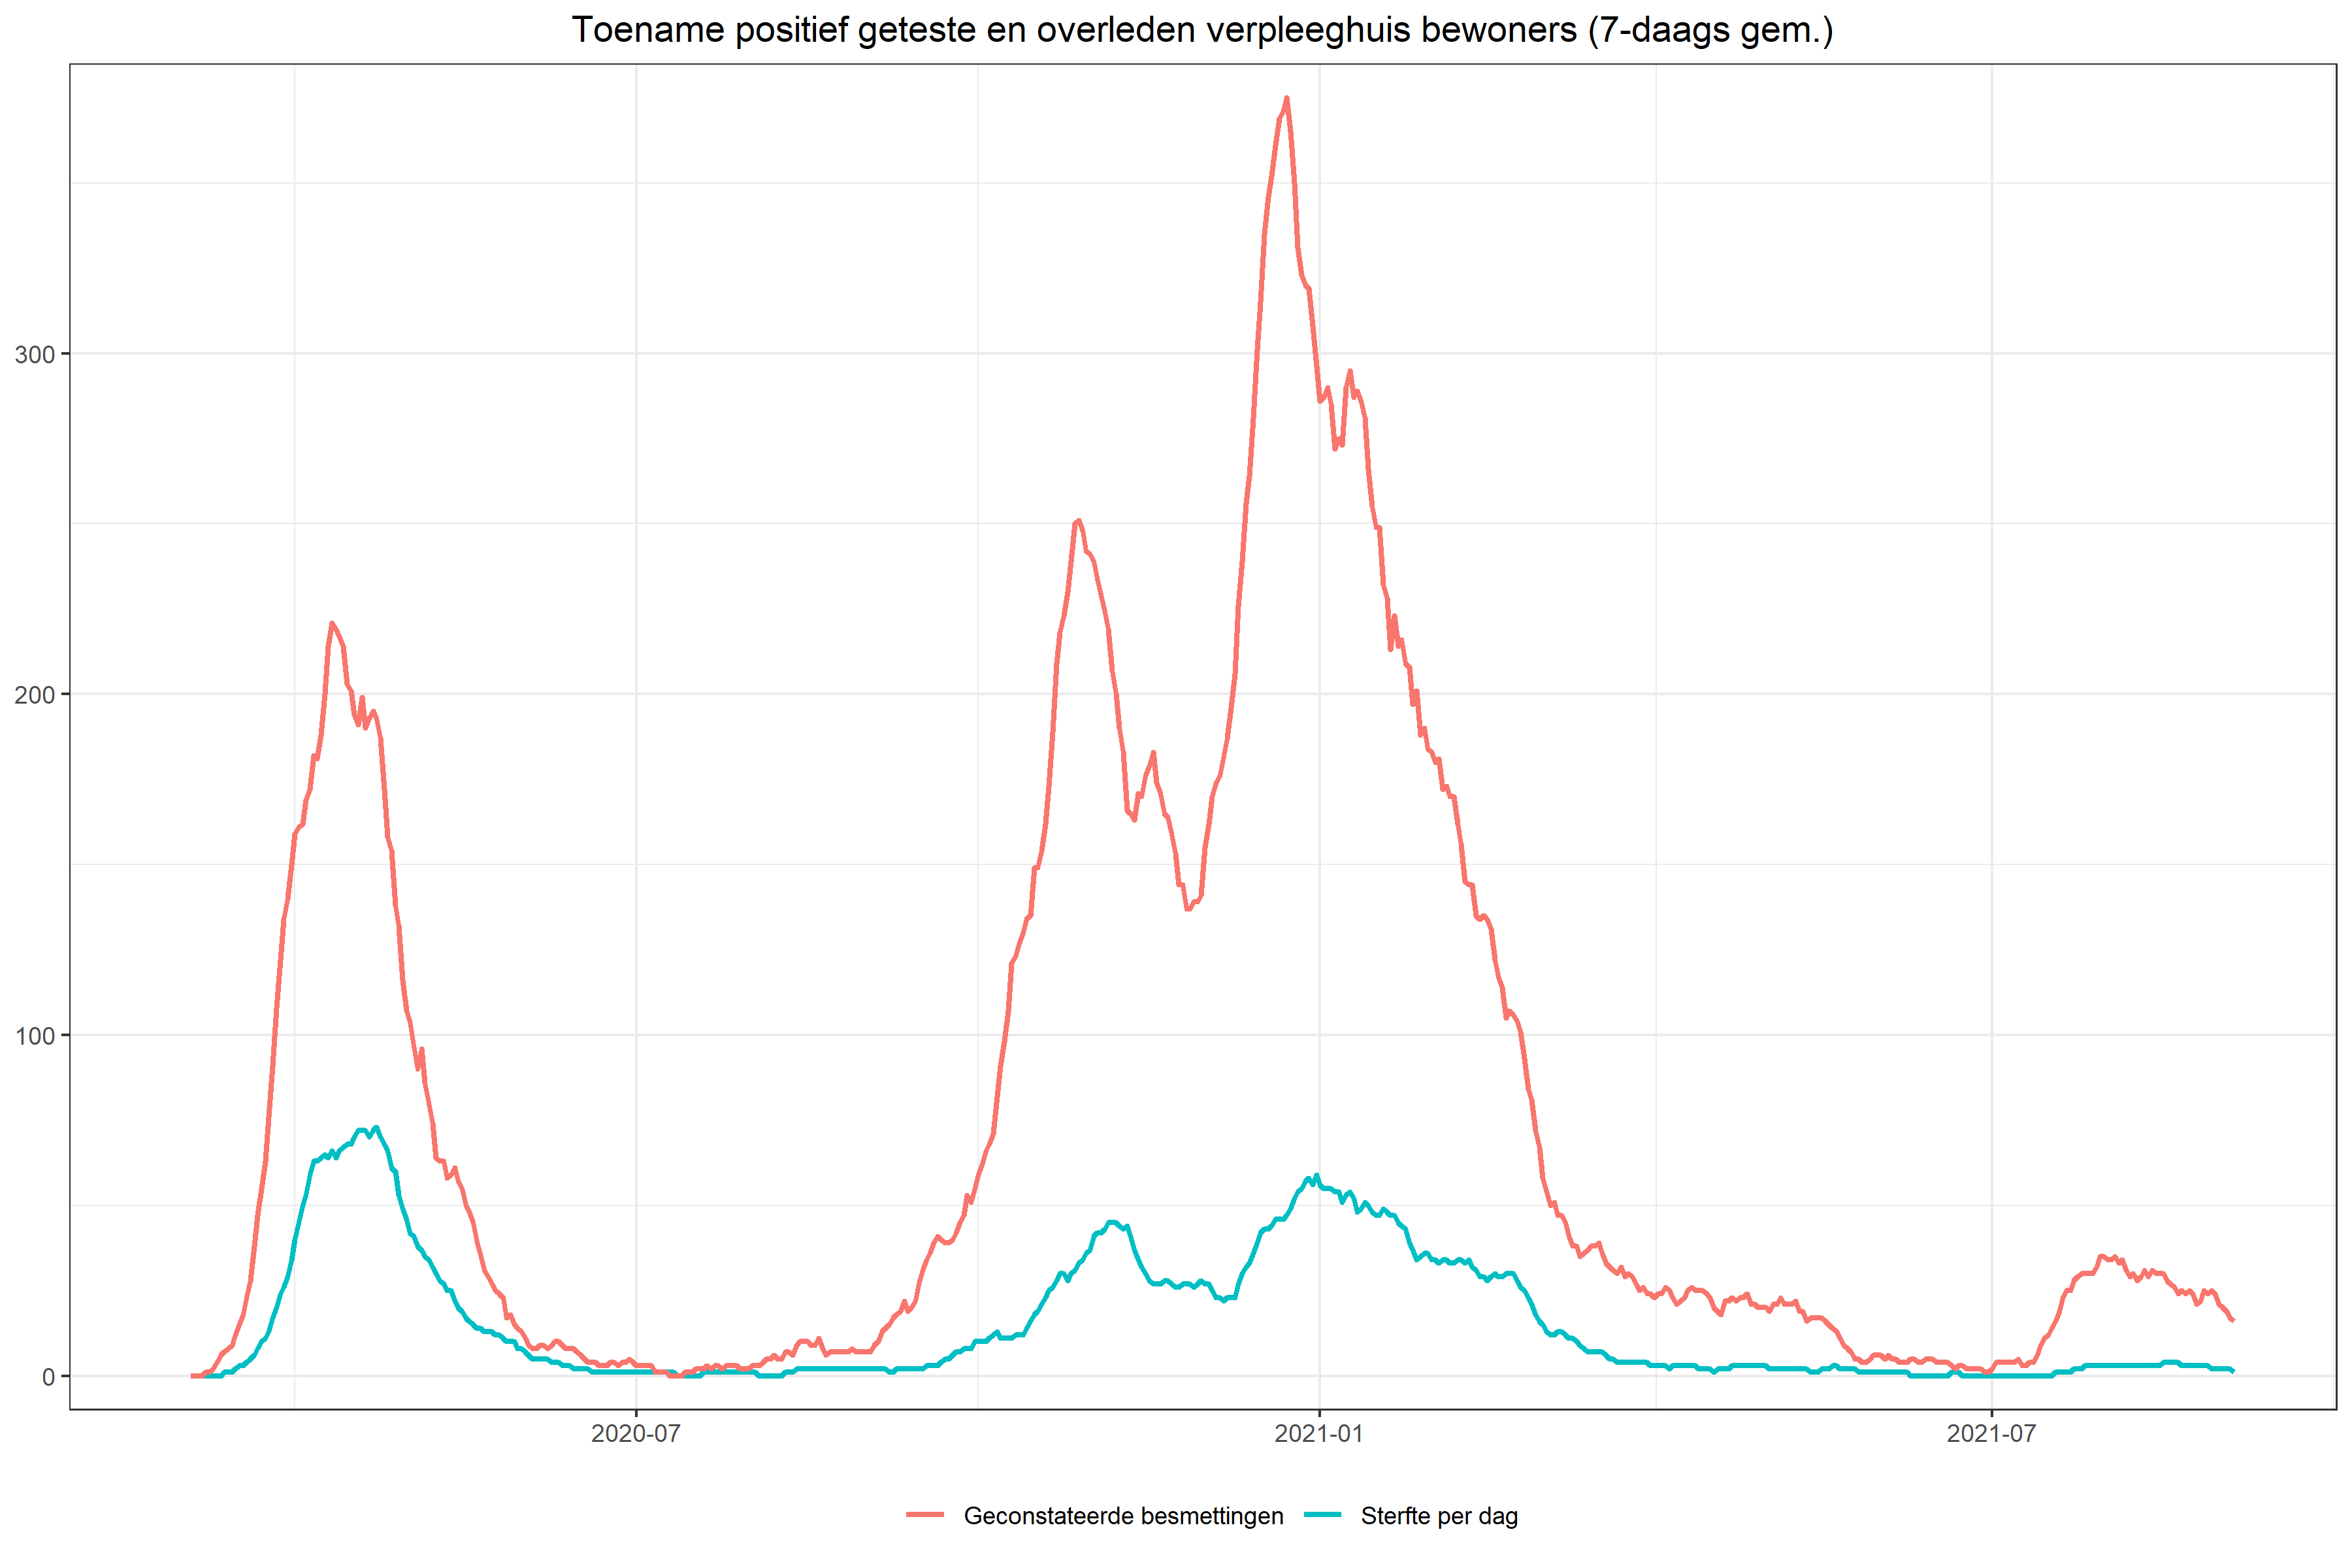 Toename positief geteste en overleden verpleeghuis bewoners (7-daags gem.)
300
200
100
0
2020-07 2021-01 2021-07
Geconstateerde besmettingen Sterfte per dag